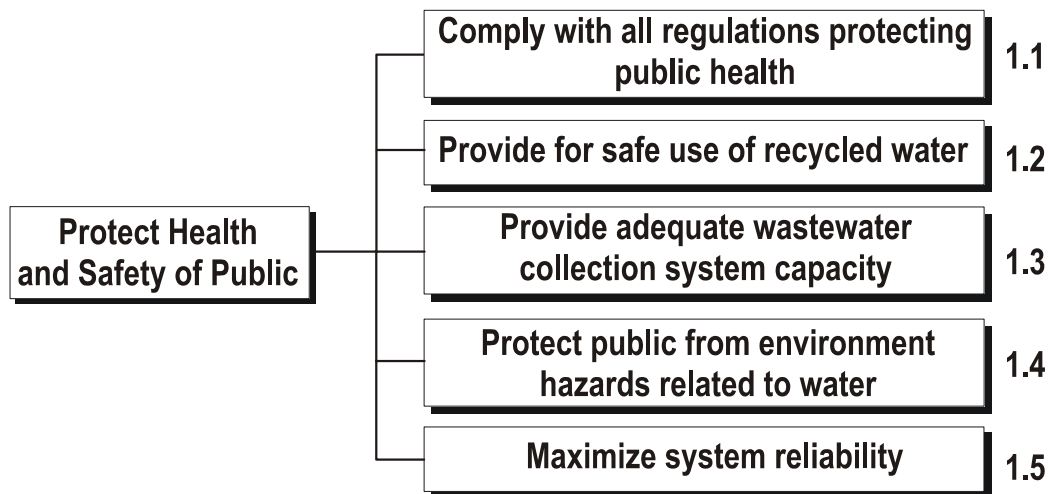 Comply with all regulations protecting
public health
1.1
Provide for safe use of recycled water
1.2
Protect Health
and Safety of Public
Provide adequate wastewater
collection system capacity
1.3
Protect public from environment
hazards related to water
1.4
Maximize system reliability
1.5